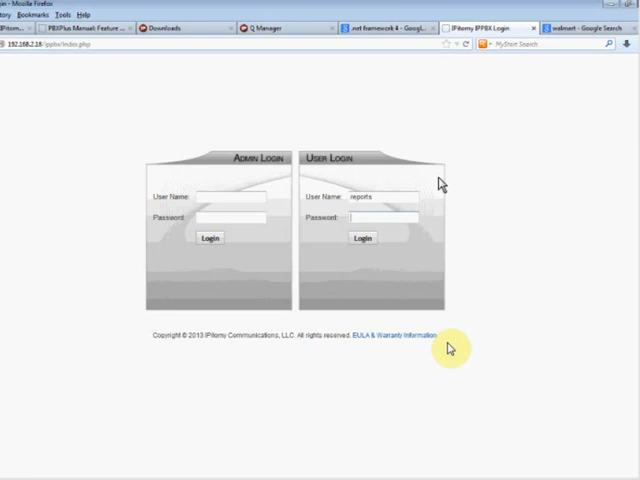 gin - Mozilla Firefox
tory Bookmarks Tools Help
PBXPlus Manual: Feature ...
Downloads
Q Manager
.net framework 4 - Googl...
IPitomy IPPBX Login
walmart - Google Search
192.168.2.18/ippbx/index.php
MyStart Search
Admin Login
User Login
User Name:
User Name: reports
Password:
Password:
Login
Login
Copyright © 2013 IPitomy Communications, LLC. All rights reserved. EULA & Warranty Information